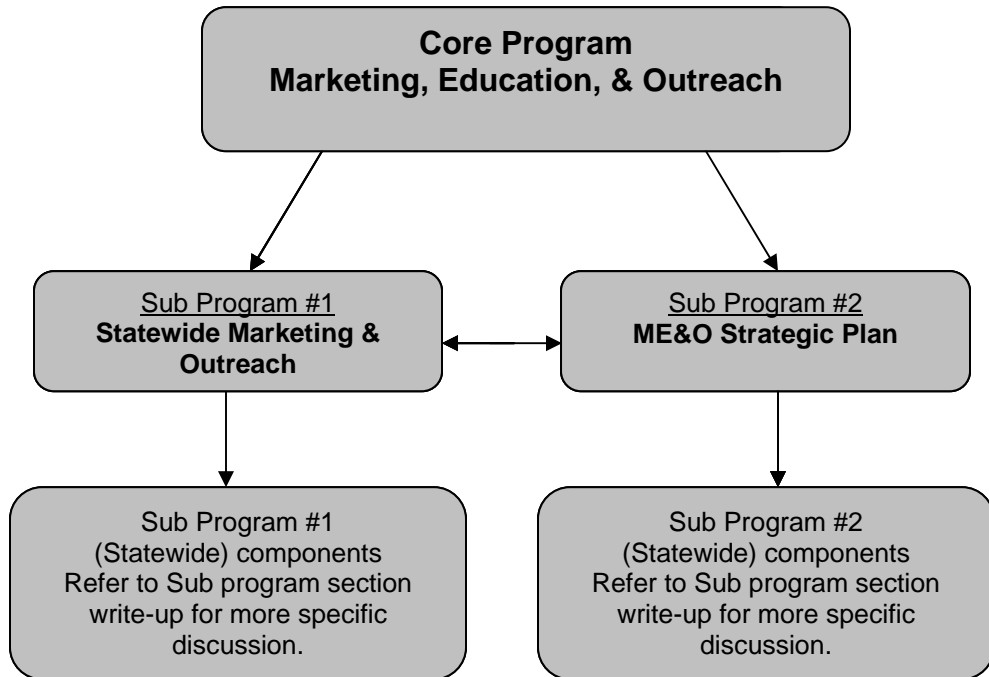 Core Program
Marketing, Education, & Outreach
Sub Program #1
Statewide Marketing &
Outreach
Sub Program #2
ME&O Strategic Plan
Sub Program #1
(Statewide) components
Refer to Sub program section
write-up for more specific
discussion.
Sub Program #2
(Statewide) components
Refer to Sub program section
write-up for more specific
discussion.